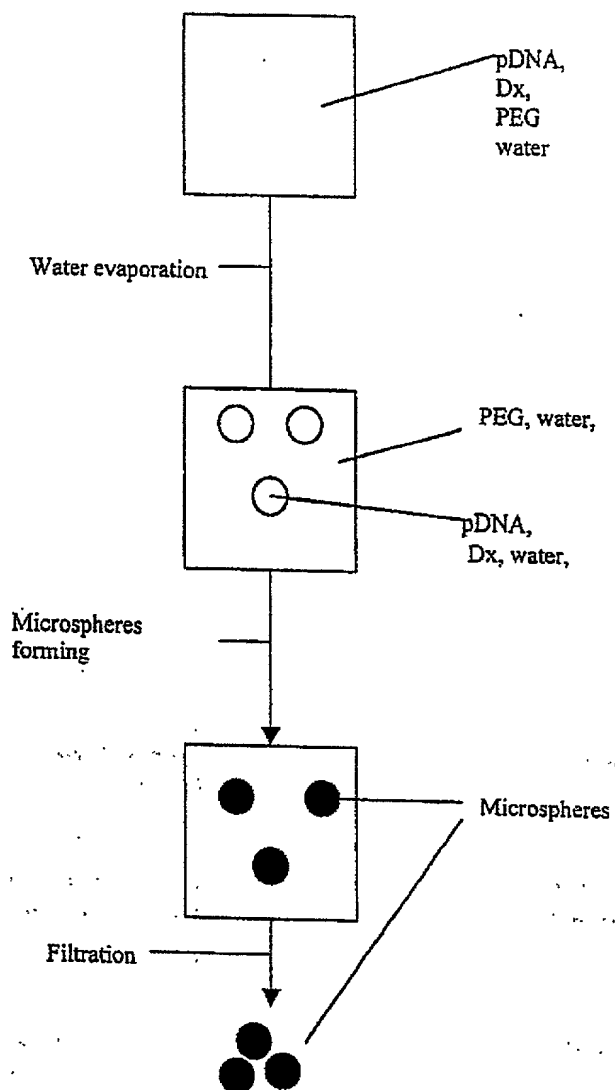 pDNA,
Dx,
PEG
water
Water evaporation
PEG, water,
pDNA,
Dx, water,
Microspheres
forming
Microspheres
Filtration